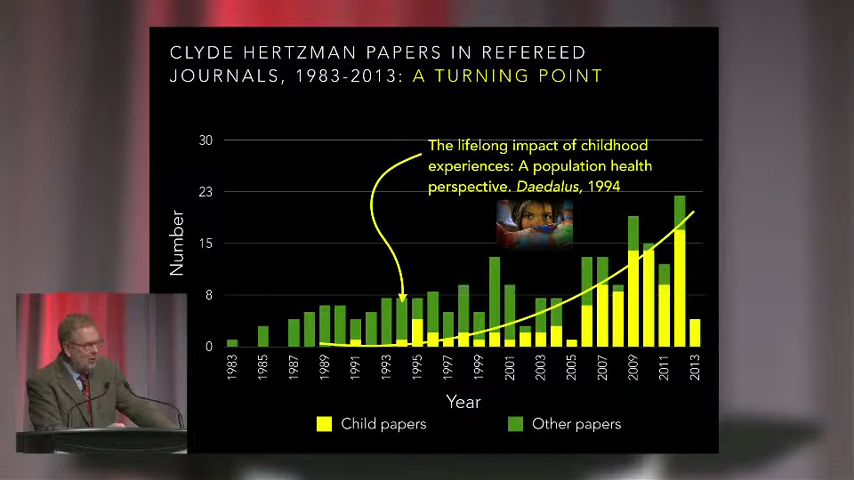 CLYDE HERTZMAN PAPERS IN REFEREED
JOURNALS, 1983-2013: A TURNING POINT
30
The lifelong impact of childhood
experiences: A population health
perspective. Daedalus, 1994
23
15
8
0
Number
1983
1985
1987
1989
1991
1993
1995
1997
1999
2001
2003
2005
2007
2009
2011
2013
Year
Child papers
Other papers